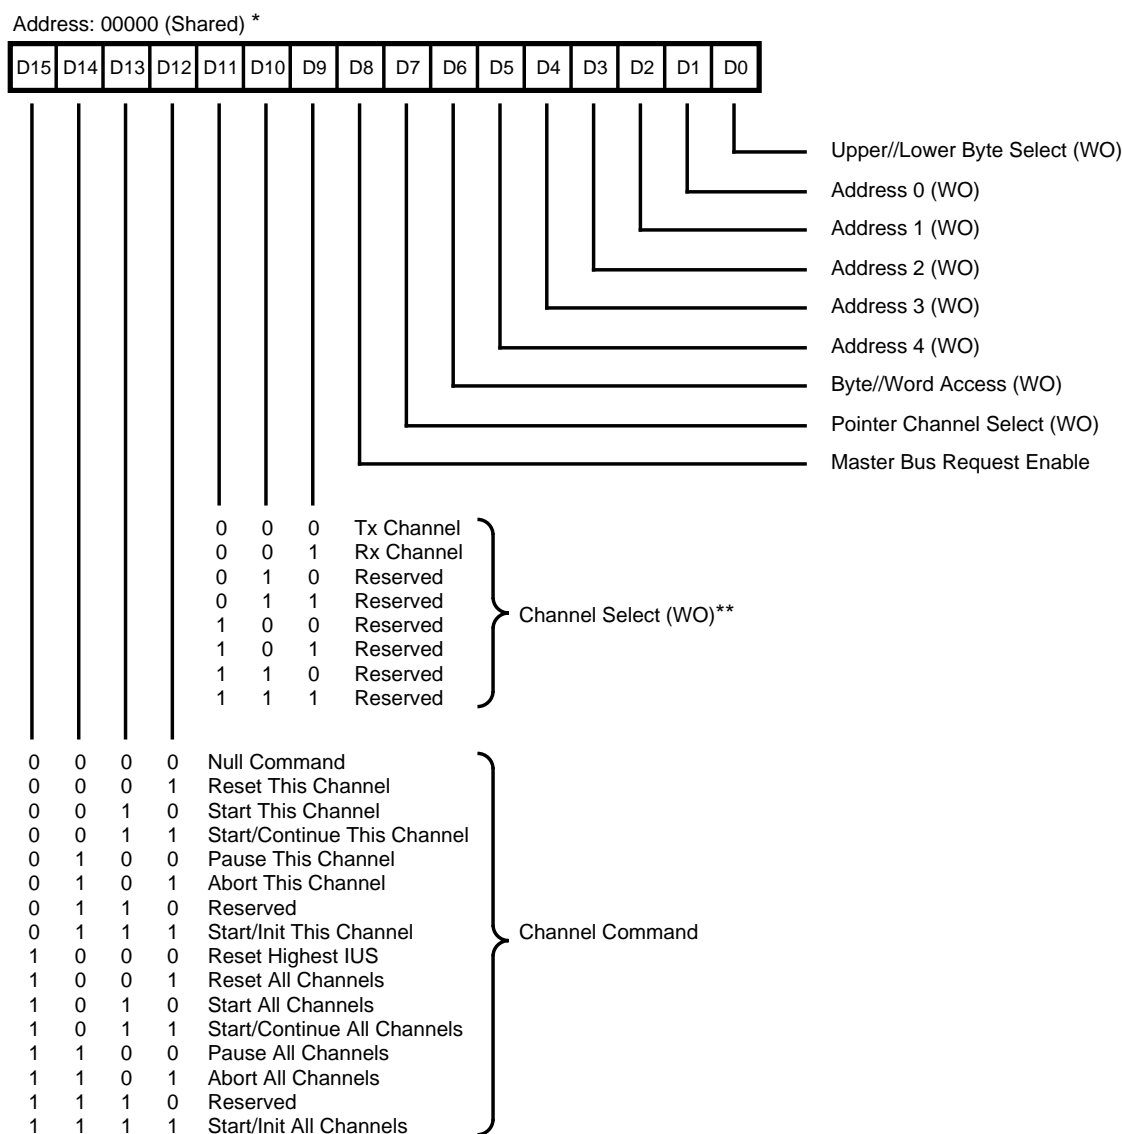 Address: 00000 (Shared) *
D15 D14 D13 D12 D11 D10 D9 D8 D7 D6 D5 D4 D3 D2 D1 D0
Upper//Lower Byte Select (WO)
Address 0 (WO)
Address 1 (WO)
Address 2 (WO)
Address 3 (WO)
Address 4 (WO)
Byte//Word Access (WO)
Pointer Channel Select (WO)
Master Bus Request Enable
0 0 0 Tx Channel
0 0 1 Rx Channel
0 1 0 Reserved
0 1 1 Reserved
1 0 0 Reserved
1 0 1 Reserved
1 1 0 Reserved
1 1 1 Reserved
Channel Select (WO)**
0 0 0 0 Null Command
0 0 0 1 Reset This Channel
0 0 1 0 Start This Channel
0 0 1 1 Start/Continue This Channel
0 1 0 0 Pause This Channel
0 1 0 1 Abort This Channel
0 1 1 0 Reserved
0 1 1 1 Start/Init This Channel
1 0 0 0 Reset Highest IUS
1 0 0 1 Reset All Channels
1 0 1 0 Start All Channels
1 0 1 1 Start/Continue All Channels
1 1 0 0 Pause All Channels
1 1 0 1 Abort All Channels
1 1 1 0 Reserved
1 1 1 1 Start/Init All Channels
Channel Command